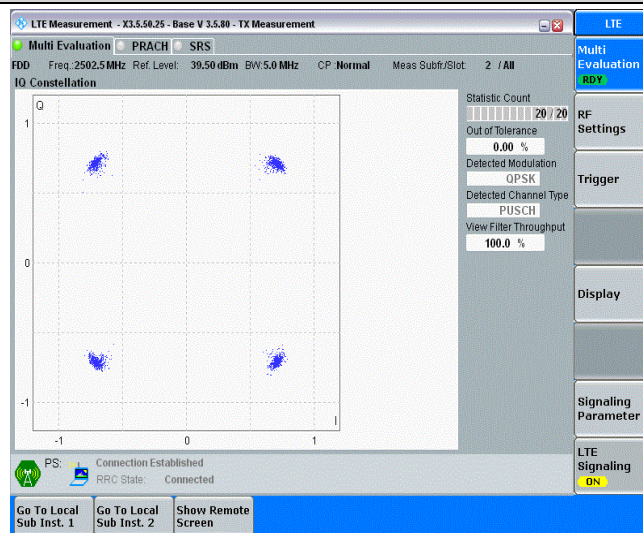 LTE Measurement - X3.5.50.25 - Base V 3.5.80 - TX Measurement
LTE
Multi Evaluation PRACH SRS
FDD Freq.:2502.5 MHz Ref. Level: 39.50 dBm BW:5.0 MHz CP :Normal Meas Subfr./Slot: 2 / All
IQ Constellation
Q
1
0
-1
-1
0
1
I
Statistic Count
20 / 20
Out of Tolerance
0.00 %
Detected Modulation
QPSK
Detected Channel Type
PUSCH
View Filter Throughput
100.0 %
Multi
Evaluation
RDY
RF
Settings
Trigger
Display
Signaling
Parameter
LTE
Signaling
ON
PS: Connection Established
RRC State: Connected
Go To Local
Sub Inst. 1
Go To Local
Sub Inst. 2
Show Remote
Screen